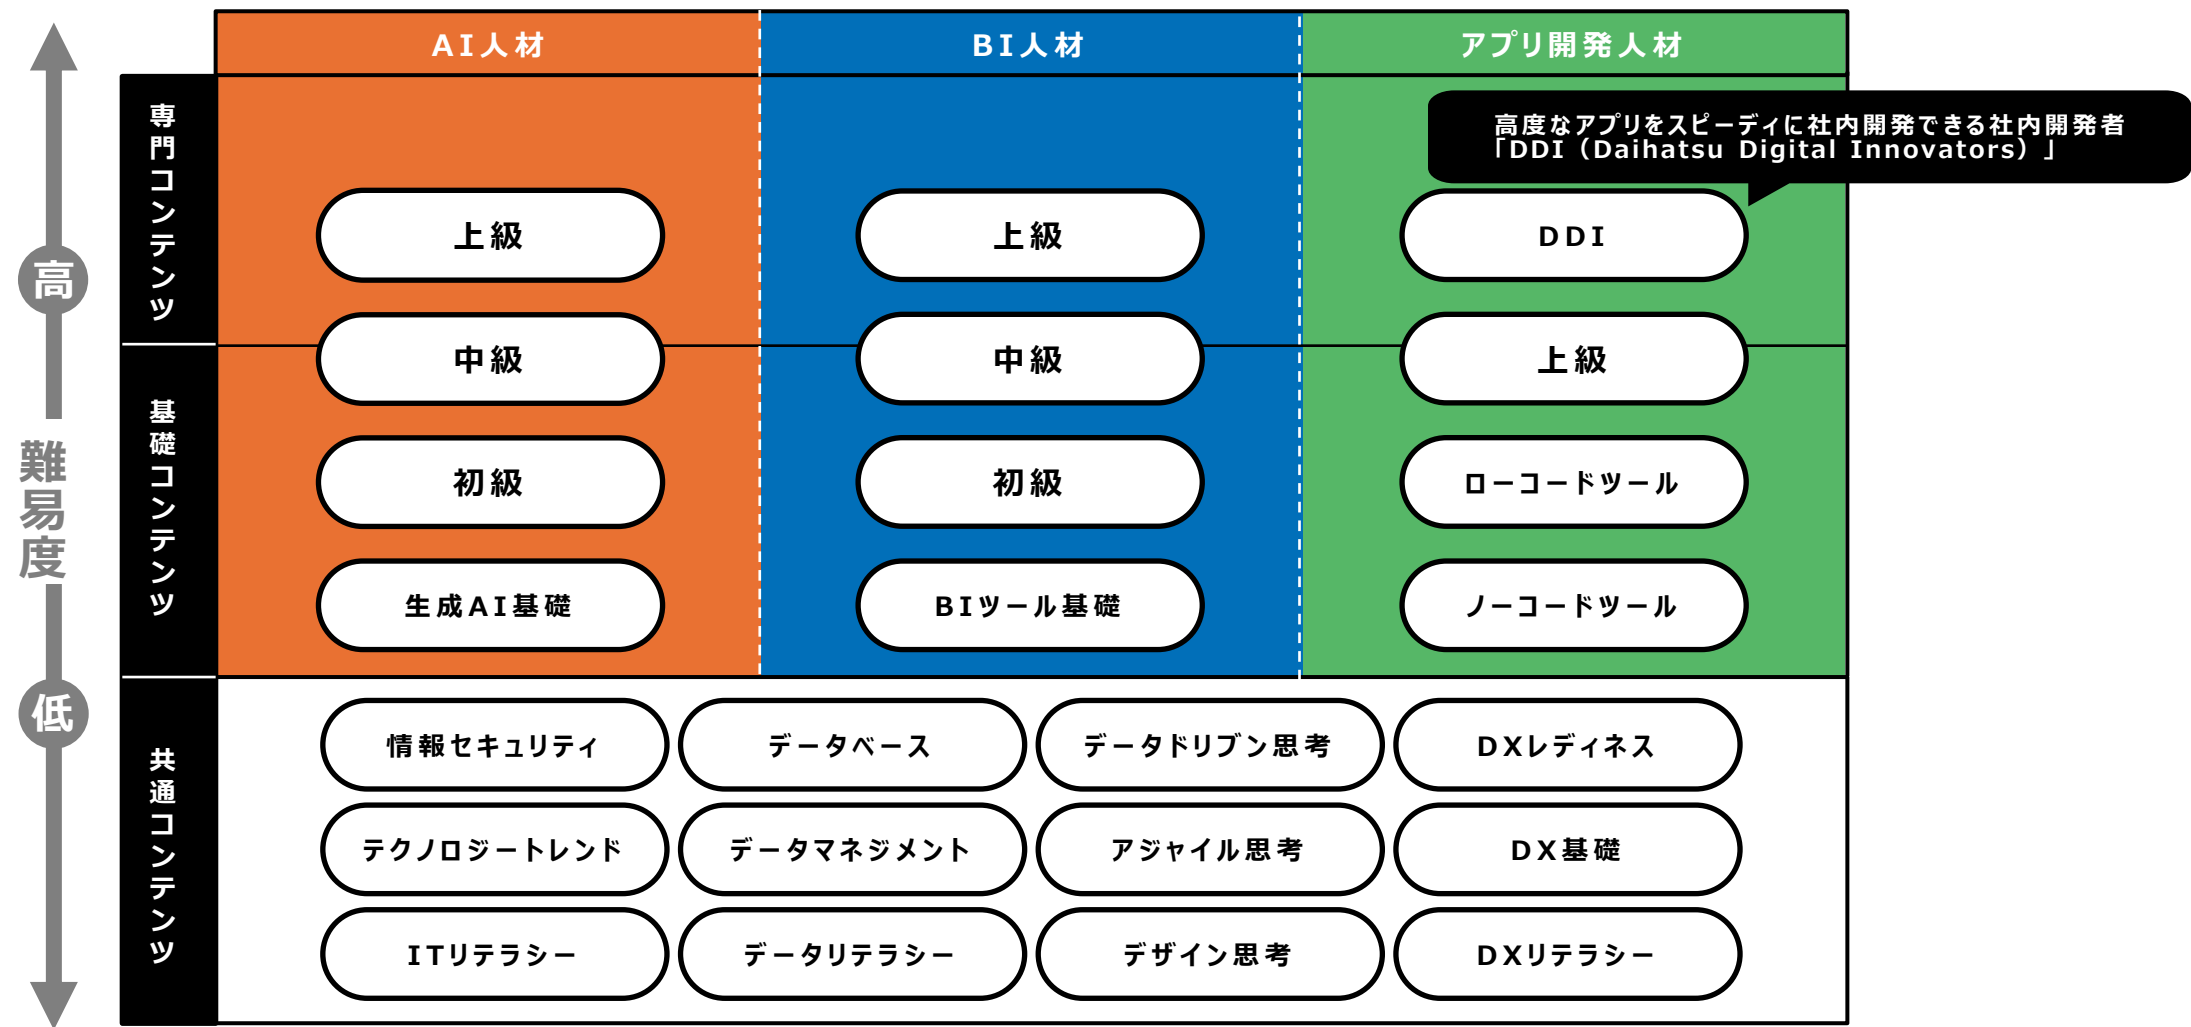 AI人材
BI人材
アプリ開発人材
専門コンテンツ
高度なアプリをスピーディに社内開発できる社内開発者
「DDI（Daihatsu Digital Innovators）」
上級
上級
DDI
高
中級
中級
上級
基礎コンテンツ
難易度
初級
初級
ローコードツール
生成AI基礎
BIツール基礎
ノーコードツール
低
共通コンテンツ
情報セキュリティ
データベース
データドリブン思考
DXレディネス
テクノロジートレンド
データマネジメント
アジャイル思考
DX基礎
ITリテラシー
データリテラシー
デザイン思考
DXリテラシー